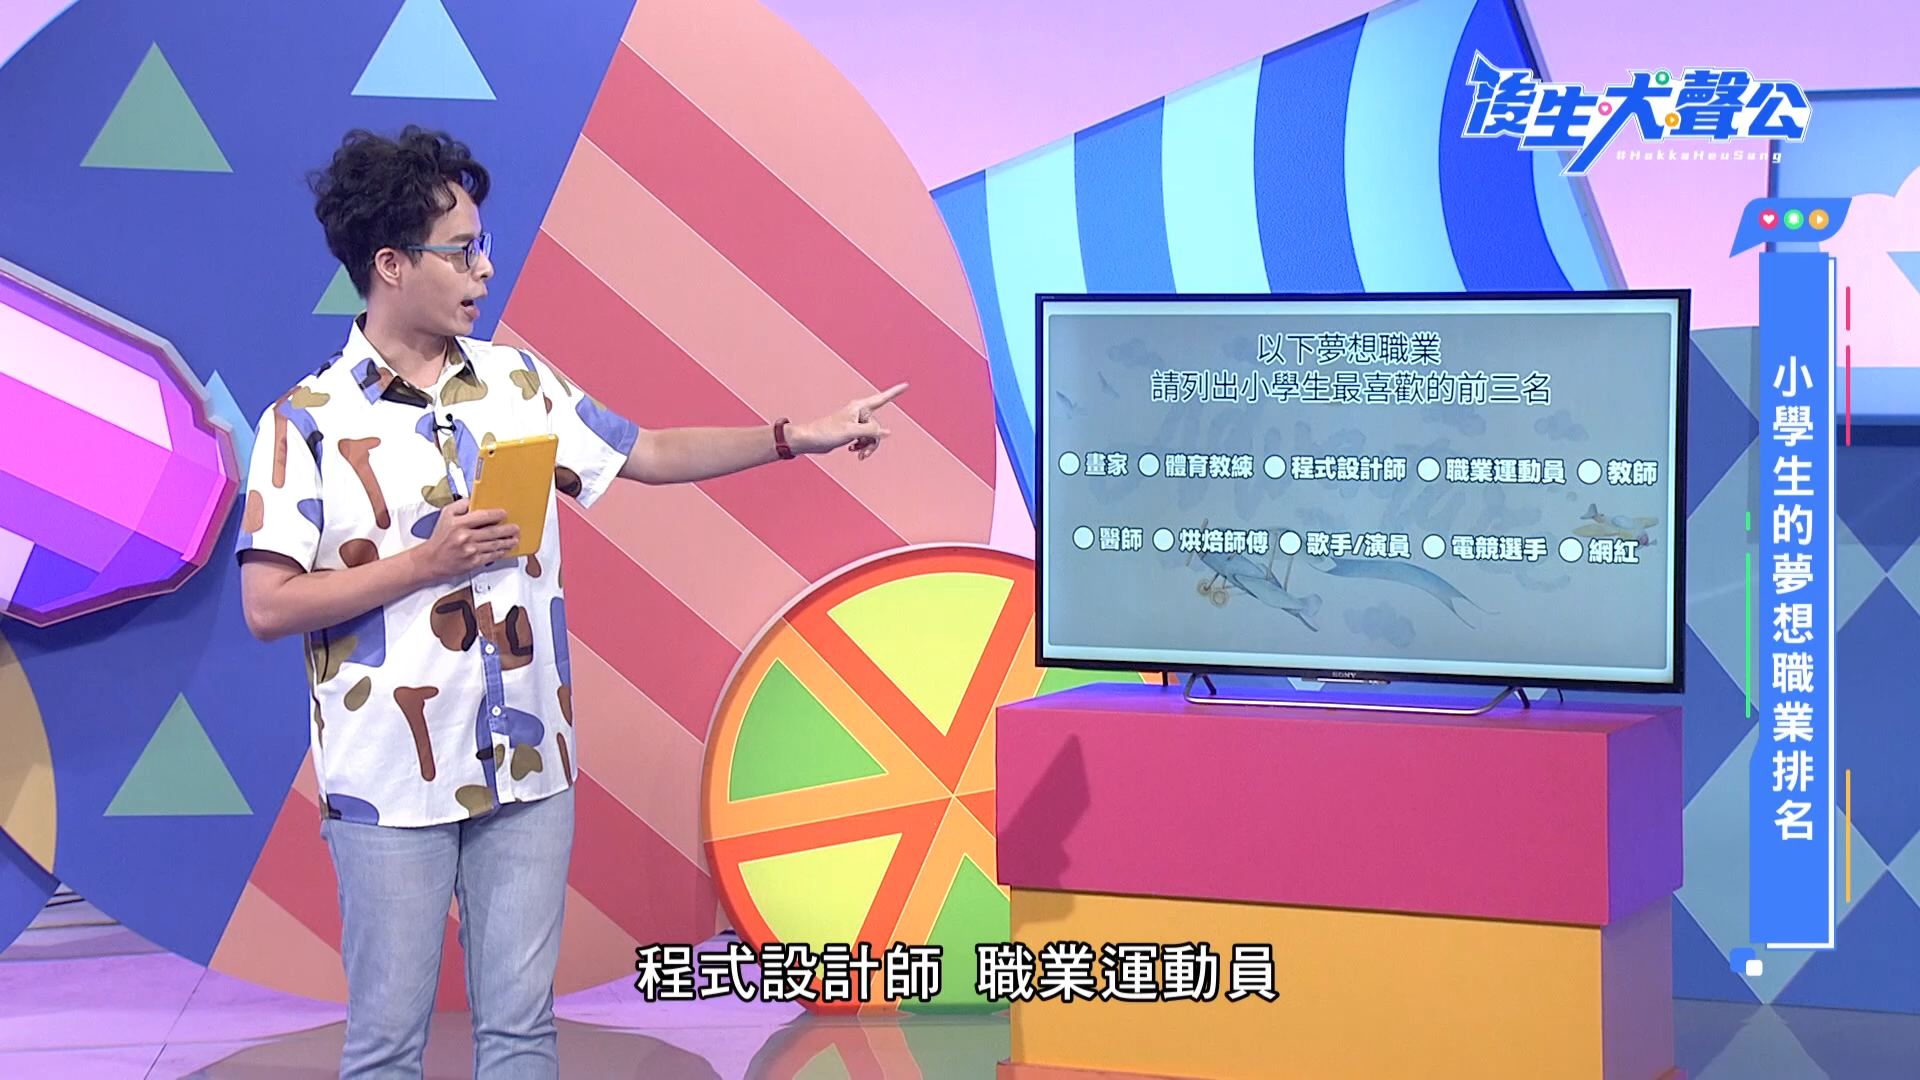 後生大聲公
#HakkaHeuSung
小學生的夢想職業排名
以下夢想職業
請列出小學生最喜歡的前三名
畫家 體育教練 程式設計師 職業運動員 教師
醫師 烘焙師傅 歌手/演員 電競選手 網紅
SONY
程式設計師 職業運動員